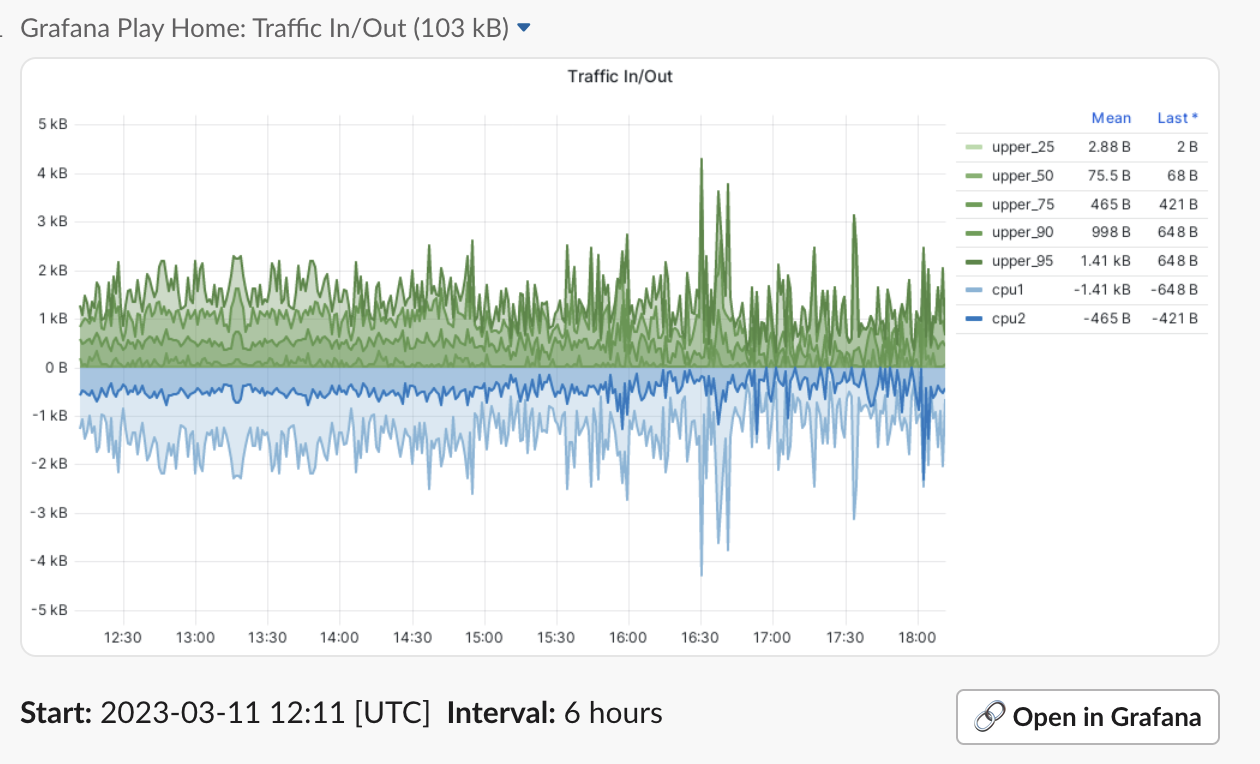 Grafana Play Home: Traffic In/Out (103 kB)
Traffic In/Out
5 kB
4 kB
3 kB
2 kB
1 kB
0 B
-1 kB
-2 kB
-3 kB
-4 kB
-5 kB
12:30 13:00 13:30 14:00 14:30 15:00 15:30 16:00 16:30 17:00 17:30 18:00
Mean Last *
upper_25 2.88 B 2 B
upper_50 75.5 B 68 B
upper_75 465 B 421 B
upper_90 998 B 648 B
upper_95 1.41 kB 648 B
cpu1 -1.41 kB -648 B
cpu2 -465 B -421 B
Start: 2023-03-11 12:11 [UTC] Interval: 6 hours
Open in Grafana